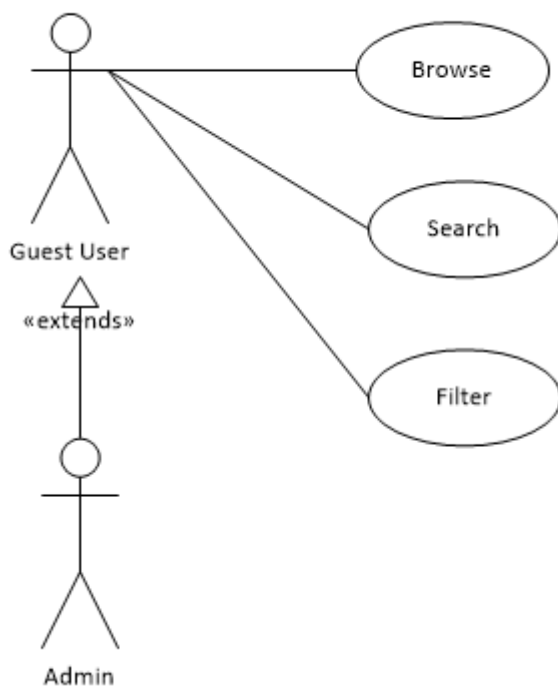 Browse
Search
Guest User
«extends»
Filter
Admin